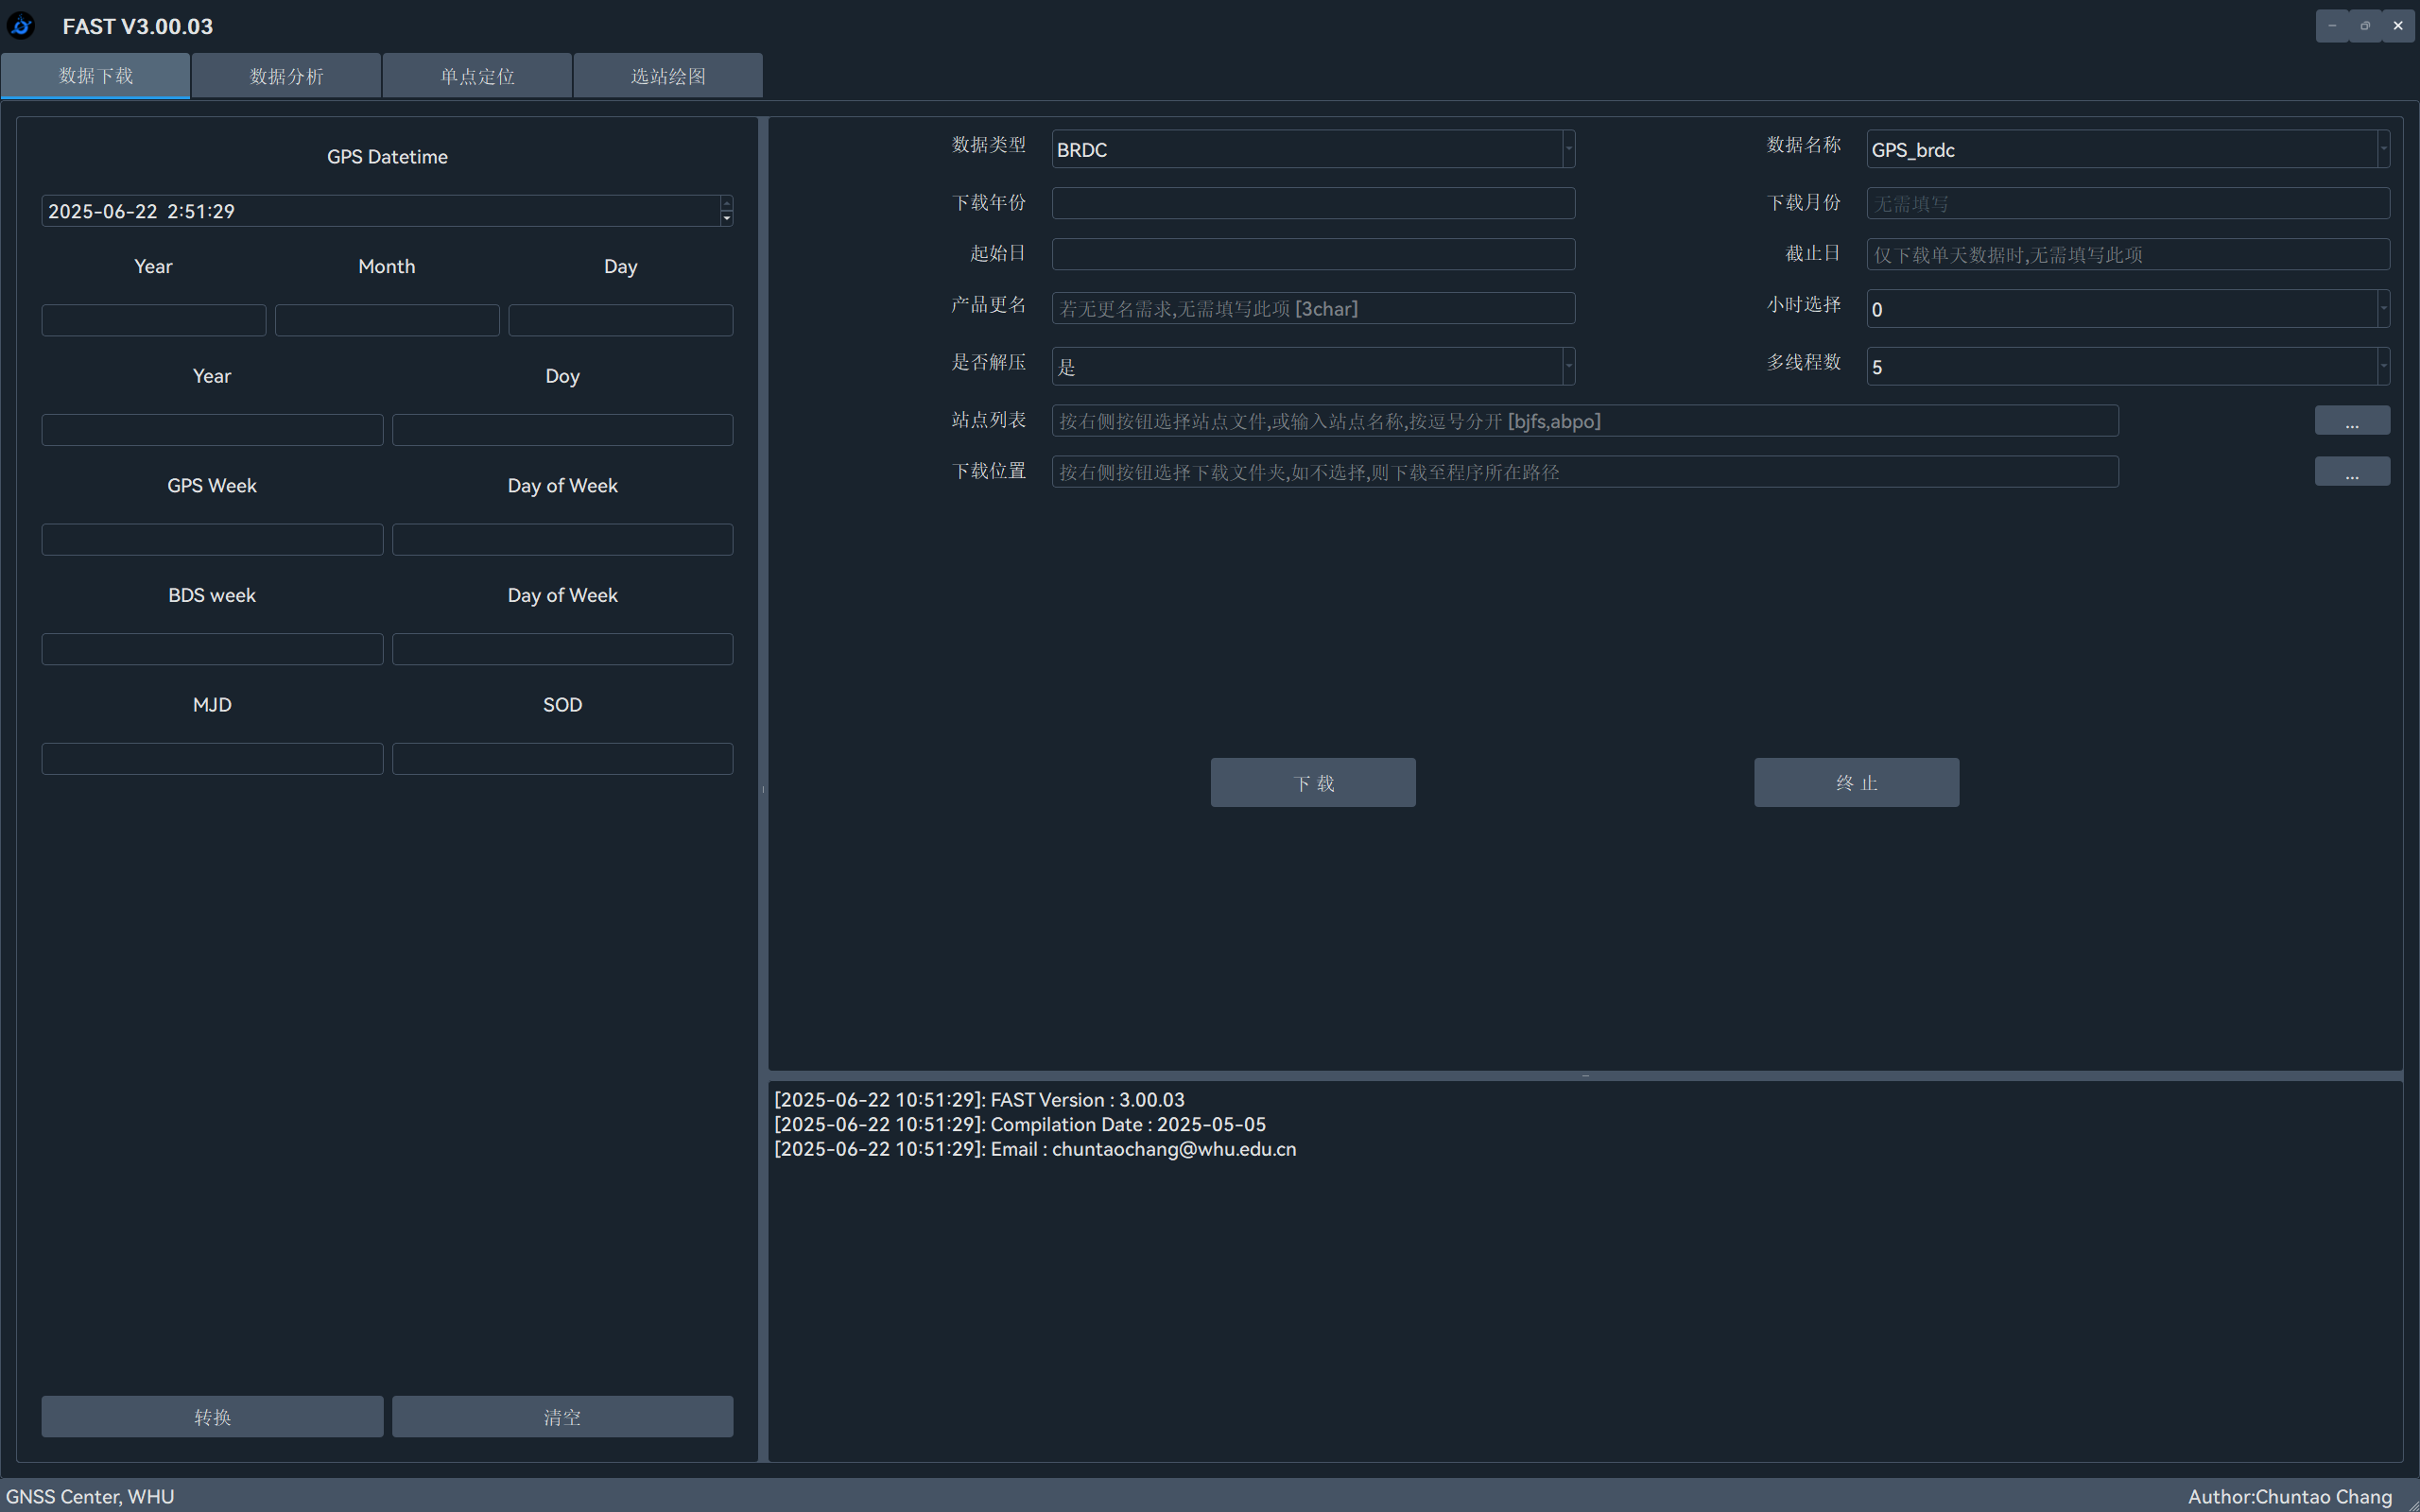 FAST V3.00.03
数据下载 数据分析 单点定位 选站绘图
GPS Datetime
2025-06-22 2:51:29
Year Month Day
Year Doy
GPS Week Day of Week
BDS week Day of Week
MJD SOD
转换 清空
数据类型 BRDC 数据名称 GPS_brdc
下载年份 下载月份 无需填写
起始日 截止日 仅下载单天数据时,无需填写此项
产品更名 若无更名需求,无需填写此项 [3char] 小时选择 0
是否解压 是 多线程数 5
站点列表 按右侧按钮选择站点文件,或输入站点名称,按逗号分开 [bjfs,abpo] ...
下载位置 按右侧按钮选择下载文件夹,如不选择,则下载至程序所在路径 ...
下 载 终 止
[2025-06-22 10:51:29]: FAST Version : 3.00.03
[2025-06-22 10:51:29]: Compilation Date : 2025-05-05
[2025-06-22 10:51:29]: Email : chuntaochang@whu.edu.cn
GNSS Center, WHU Author:Chuntao Chang